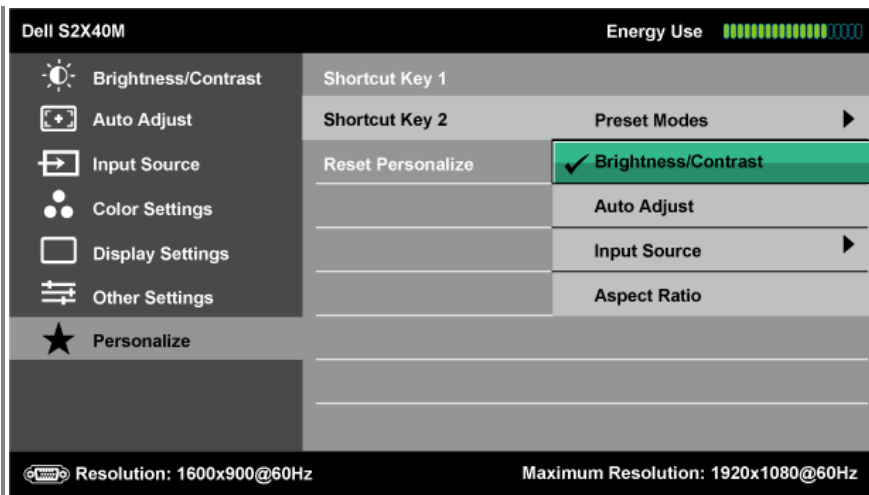 Dell S2X40M Energy Use
Brightness/Contrast Shortcut Key 1
Auto Adjust Shortcut Key 2 Preset Modes
Input Source Reset Personalize Brightness/Contrast
Color Settings Auto Adjust
Display Settings Input Source
Other Settings Aspect Ratio
Personalize
Resolution: 1600x900@60Hz Maximum Resolution: 1920x1080@60Hz